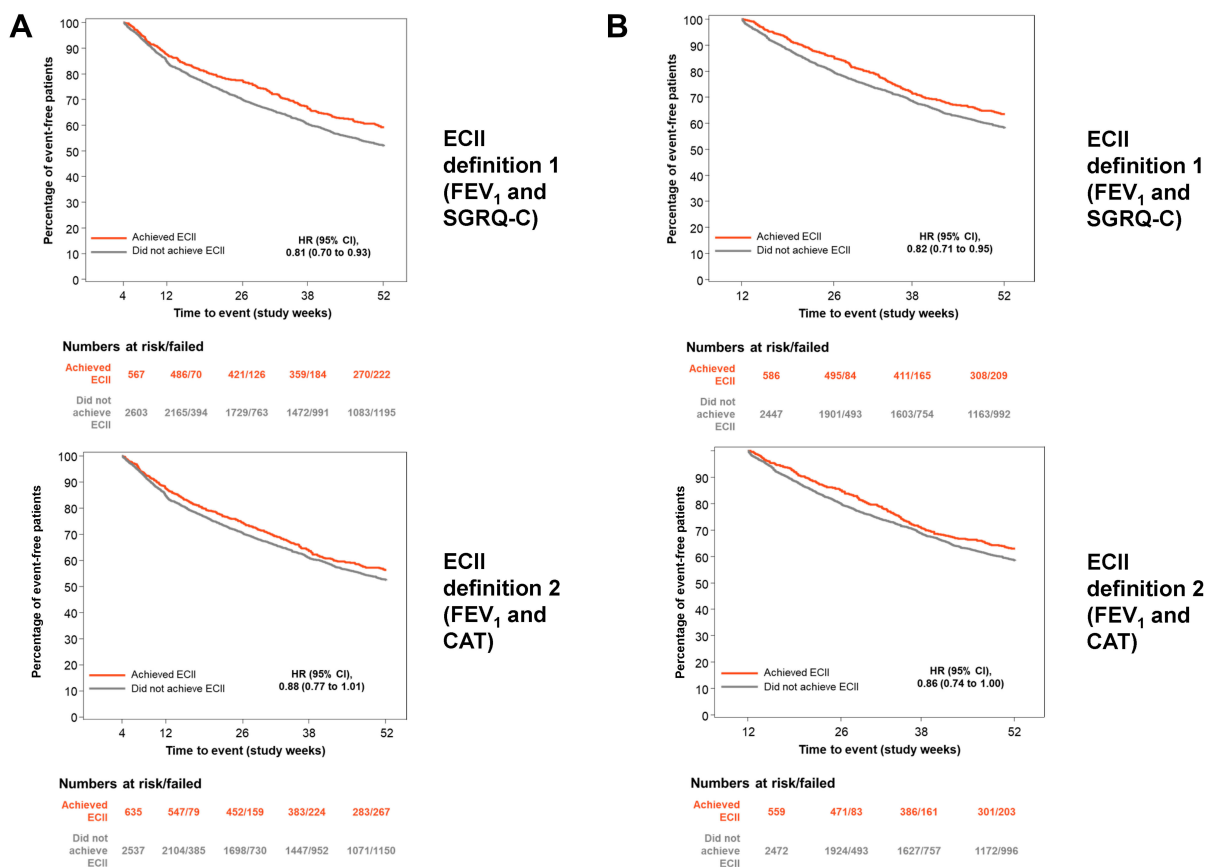 A
Percentage of event-free patients
100
90
80
70
60
50
40
30
20
10
0
Achieved ECII
Did not achieve ECII
HR (95% CI),
0.81 (0.70 to 0.93)
4 12 26 38 52
Time to event (study weeks)
ECII
definition 1
(FEV1 and
SGRQ-C)
Numbers at risk/failed
Achieved
ECII
567 486/70 421/126 359/184 270/222
Did not
achieve
ECII
2603 2165/394 1729/763 1472/991 1083/1195
Percentage of event-free patients
100
90
80
70
60
50
40
30
20
10
0
Achieved ECII
Did not achieve ECII
HR (95% CI),
0.88 (0.77 to 1.01)
4 12 26 38 52
Time to event (study weeks)
ECII
definition 2
(FEV1 and
CAT)
Numbers at risk/failed
Achieved
ECII
635 547/79 452/159 383/224 283/267
Did not
achieve
ECII
2537 2104/385 1698/730 1447/952 1071/1150
B
Percentage of event-free patients
100
90
80
70
60
50
40
30
20
10
0
Achieved ECII
Did not achieve ECII
HR (95% CI),
0.82 (0.71 to 0.95)
12 26 38 52
Time to event (study weeks)
ECII
definition 1
(FEV1 and
SGRQ-C)
Numbers at risk/failed
Achieved
ECII
586 495/84 411/165 308/209
Did not
achieve
ECII
2447 1901/493 1603/754 1163/992
Percentage of event-free patients
90
80
70
60
50
40
30
20
10
0
Achieved ECII
Did not achieve ECII
HR (95% CI),
0.86 (0.74 to 1.00)
12 26 38 52
Time to event (study weeks)
ECII
definition 2
(FEV1 and
CAT)
Numbers at risk/failed
Achieved
ECII
559 471/83 386/161 301/203
Did not
achieve
ECII
2472 1924/493 1627/757 1172/996